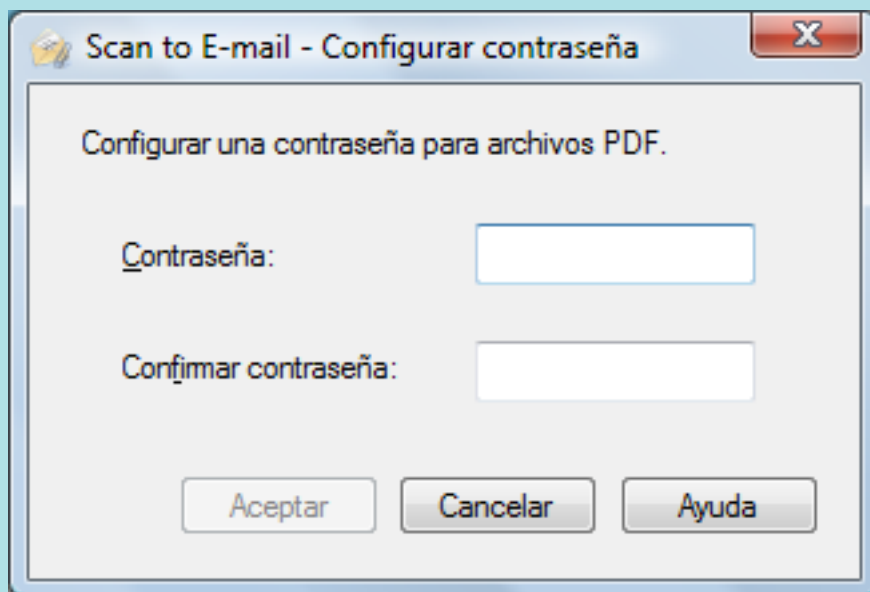 Scan to E-mail - Configurar contraseña
Configurar una contraseña para archivos PDF.
Contraseña:
Confirmar contraseña:
Aceptar Cancelar Ayuda